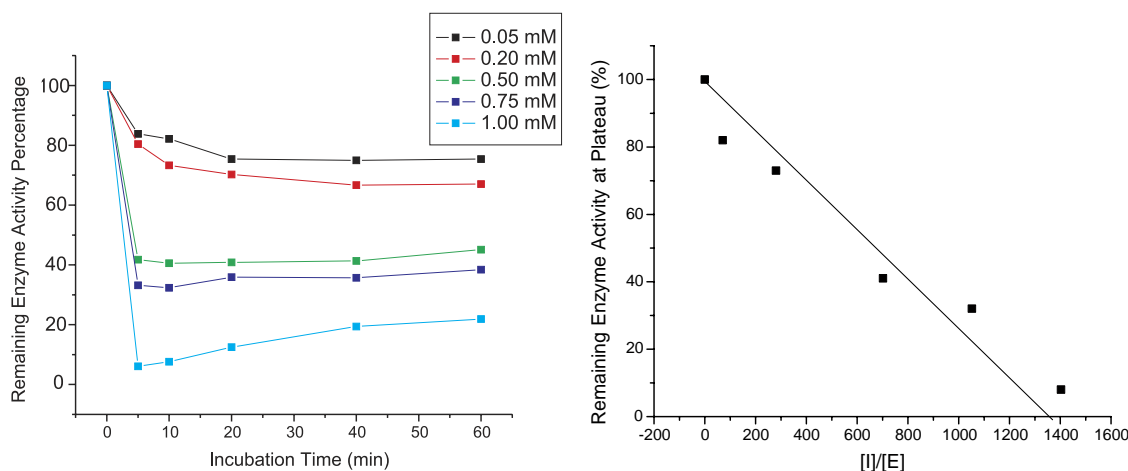 0.05 mM
0.20 mM
0.50 mM
0.75 mM
1.00 mM
Remaining Enzyme Activity Percentage
100
80
60
40
20
0
0 10 20 30 40 50 60
Incubation Time (min)
Remaining Enzyme Activity at Plateau (%)
100
80
60
40
20
0
-200 0 200 400 600 800 1000 1200 1400 1600
[I]/[E]